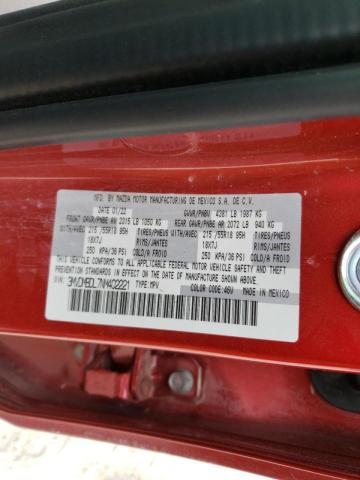 MFD. BY MAZDA MOTOR MANUFACTURING DE MEXICO S.A. DE C.V.
DATE 01/22 GVWR/PNBV 4381 LB 1987 KG
FRONT GAWR/PNBE AV 2315 LB 1050 KG REAR GAWR/PNBE AR 2072 LB 940 KG
WITH/AVEC 215/55R18 95H TIRES/PNEUS WITH/AVEC 215/55R18 95H TIRES/PNEUS
18X7J RIMS/JANTES 18X7J RIMS/JANTES
250 KPA/36 PSI COLD/A FROID 250 KPA/36 PSI COLD/A FROID
THIS VEHICLE CONFORMS TO ALL APPLICABLE FEDERAL MOTOR VEHICLE
SAFETY STANDARDS IN EFFECT ON THE DATE OF MANUFACTURE SHOWN ABOVE.
TYPE: MPV
COLOR CODE: 46V MADE IN MEXICO